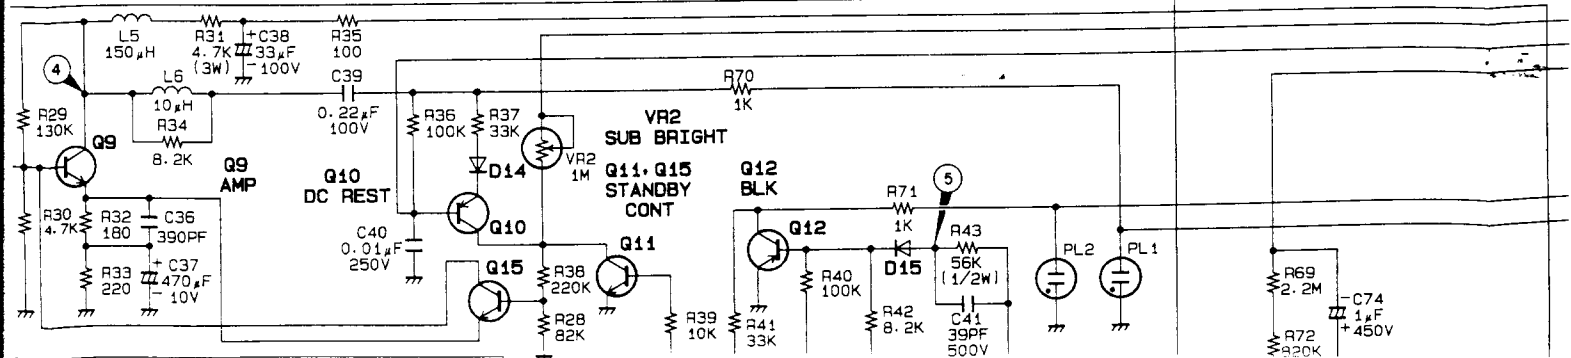 L5
150μH
R31
4.7K
(3W)
+
C38
33μF
-
100V
R35
100
4
L6
10μH
R34
8.2K
C39
0.22μF
100V
R70
1K
R29
130K
R36
100K
R37
33K
VR2
SUB BRIGHT
VR2
1M
Q9
Q9
AMP
Q10
DC REST
D14
Q10
Q11, Q15
STANDBY
CONT
Q12
BLK
R71
1K
5
R30
4.7K
R32
180
C36
390PF
C40
0.01μF
250V
Q11
Q12
D15
R43
56K
(1/2W)
PL2
PL1
R33
220
+
C37
470μF
-
10V
Q15
R38
220K
R40
100K
R69
2.2M
-
C74
1μF
+
450V
R28
82K
R39
10K
R41
33K
R42
8.2K
C41
39PF
500V
R72
820K